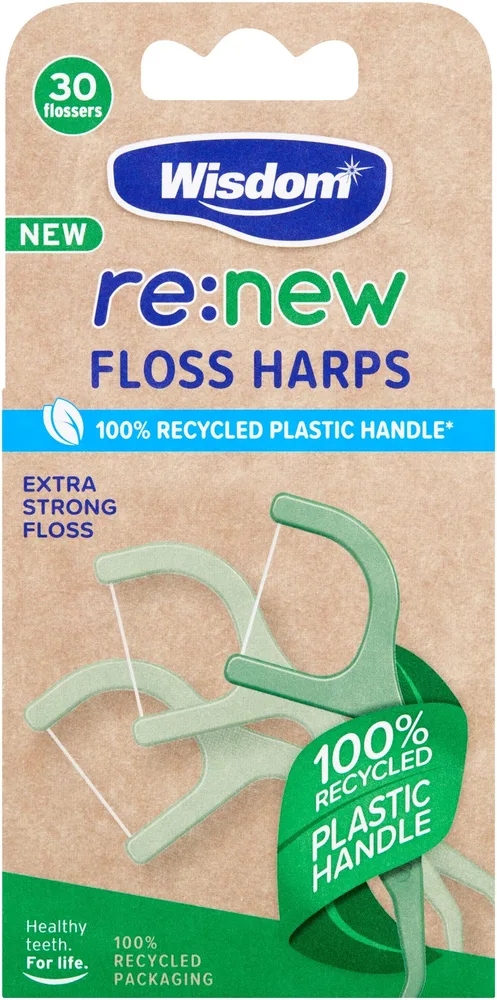 30
flossers
Wisdom
NEW
re:new
FLOSS HARPS
100% RECYCLED PLASTIC HANDLE*
EXTRA
STRONG
FLOSS
100%
RECYCLED
PLASTIC
HANDLE
Healthy
teeth.
For life.
100%
RECYCLED
PACKAGING